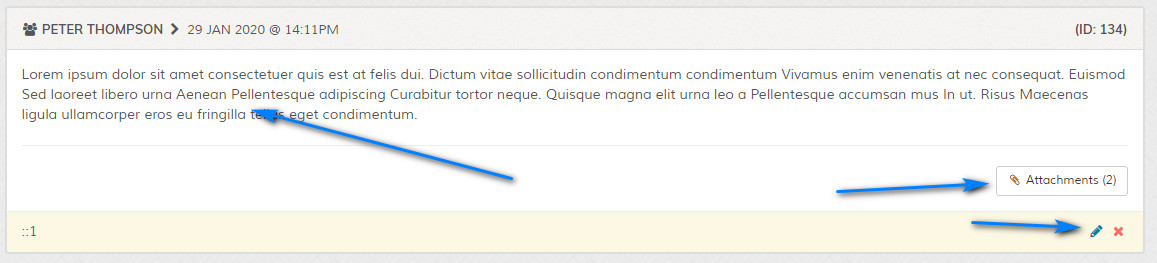 PETER THOMPSON 29 JAN 2020 @ 14:11PM (ID: 134)
Lorem ipsum dolor sit amet consectetuer quis est at felis dui. Dictum vitae sollicitudin condimentum condimentum Vivamus enim venenatis at nec consequat. Euismod
Sed laoreet libero urna Aenean Pellentesque adipiscing Curabitur tortor neque. Quisque magna elit urna leo a Pellentesque accumsan mus In ut. Risus Maecenas
ligula ullamcorper eros eu fringilla eget condimentum.
Attachments (2)
::1